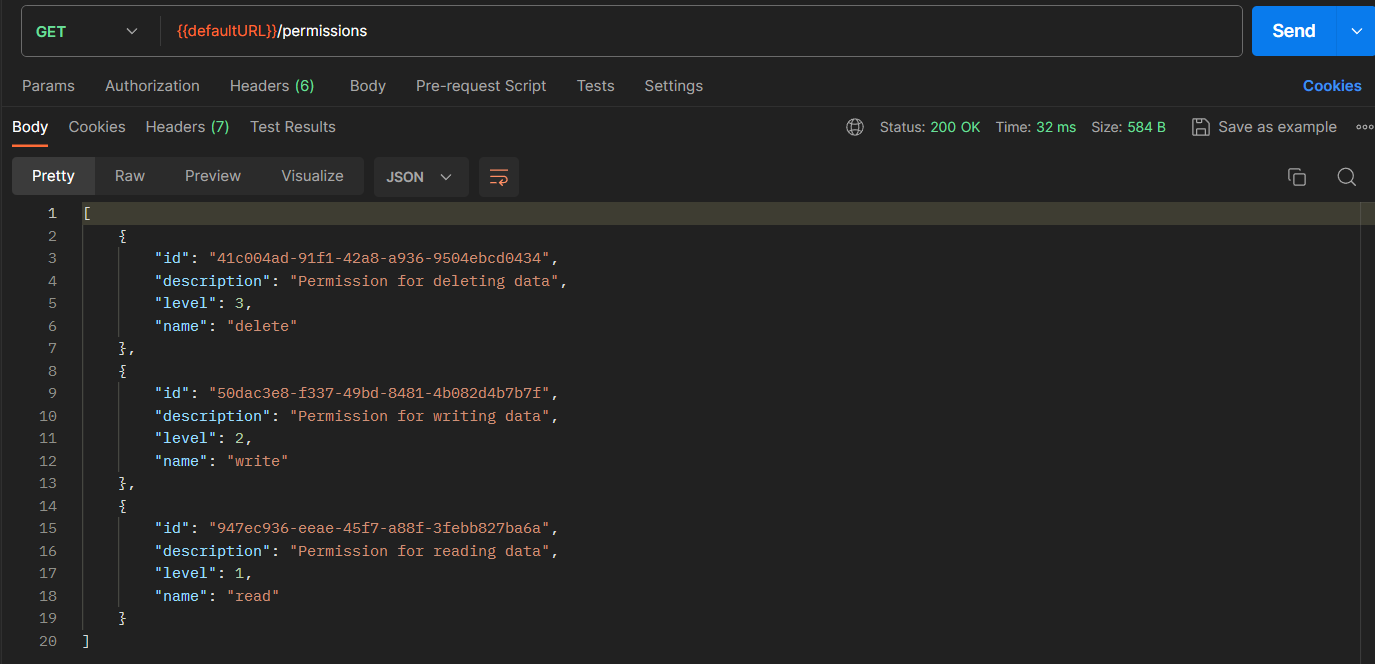 GET {{defaultURL}}/permissions Send
Params Authorization Headers (6) Body Pre-request Script Tests Settings Cookies
Body Cookies Headers (7) Test Results Status: 200 OK Time: 32 ms Size: 584 B Save as example
Pretty Raw Preview Visualize JSON
1 [
2 {
3 "id": "41c004ad-91f1-42a8-a936-9504ebcd0434",
4 "description": "Permission for deleting data",
5 "level": 3,
6 "name": "delete"
7 },
8 {
9 "id": "50dac3e8-f337-49bd-8481-4b082d4b7b7f",
10 "description": "Permission for writing data",
11 "level": 2,
12 "name": "write"
13 },
14 {
15 "id": "947ec936-eeae-45f7-a88f-3febb827ba6a",
16 "description": "Permission for reading data",
17 "level": 1,
18 "name": "read"
19 }
20 ]